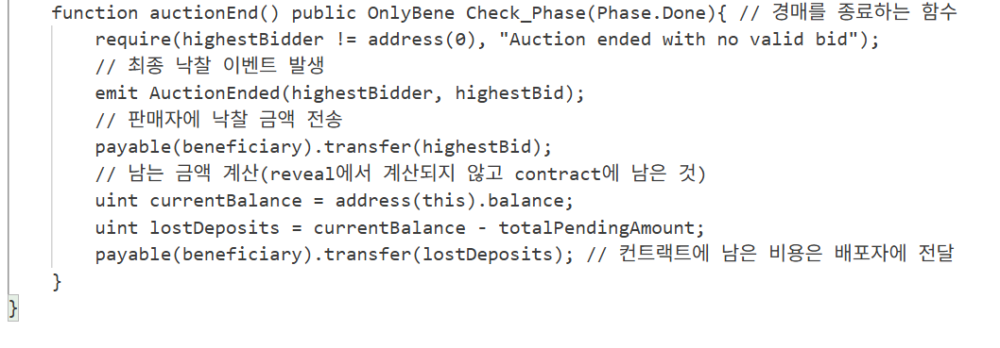 function auctionEnd() public OnlyBene Check_Phase(Phase.Done){ // 경매를 종료하는 함수
require(highestBidder != address(0), "Auction ended with no valid bid");
// 최종 낙찰 이벤트 발생
emit AuctionEnded(highestBidder, highestBid);
// 판매자에 낙찰 금액 전송
payable(beneficiary).transfer(highestBid);
// 남는 금액 계산(reveal에서 계산되지 않고 contract에 남은 것)
uint currentBalance = address(this).balance;
uint lostDeposits = currentBalance - totalPendingAmount;
payable(beneficiary).transfer(lostDeposits); // 컨트랙트에 남은 비용은 배포자에 전달
}
}